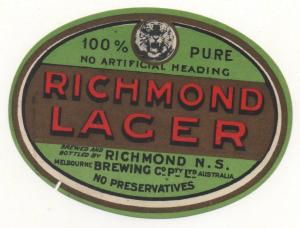 100% PURE
NO ARTIFICIAL HEADING
RICHMOND
LAGER
BREWED AND
BOTTLED BY RICHMOND N.S.
MELBOURNE BREWING CO. PTY LTD AUSTRALIA
NO PRESERVATIVES